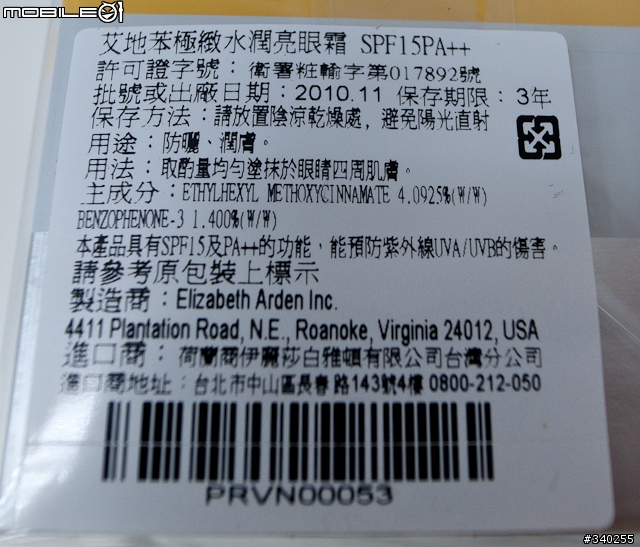 MOBILE01
艾地苯極緻水潤亮眼霜 SPF15PA++
許可證字號：衛署粧輸字第017892號
批號或出廠日期：2010.11 保存期限：3年
保存方法：請放置陰涼乾燥處，避免陽光直射
用途：防曬、潤膚。
用法：取酌量均勻塗抹於眼睛四周肌膚。
主成分：ETHYLHEXYL METHOXYCINNAMATE 4.0925%(W/W)
BENZOPHENONE-3 1.400%(W/W)
本產品具有SPF15及PA++的功能，能預防紫外線UVA/UVB的傷害。
請參考原包裝上標示
製造商：Elizabeth Arden Inc.
4411 Plantation Road, N.E., Roanoke, Virginia 24012, USA
進口商：荷蘭商伊麗莎白雅頓有限公司台灣分公司
進口商地址：台北市中山區長春路143號4樓 0800-212-050
PRVN00053
#340255